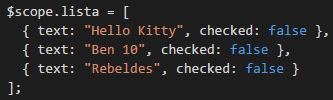 $scope.lista = [
  { text: "Hello Kitty", checked: false },
  { text: "Ben 10", checked: false },
  { text: "Rebeldes", checked: false }
];